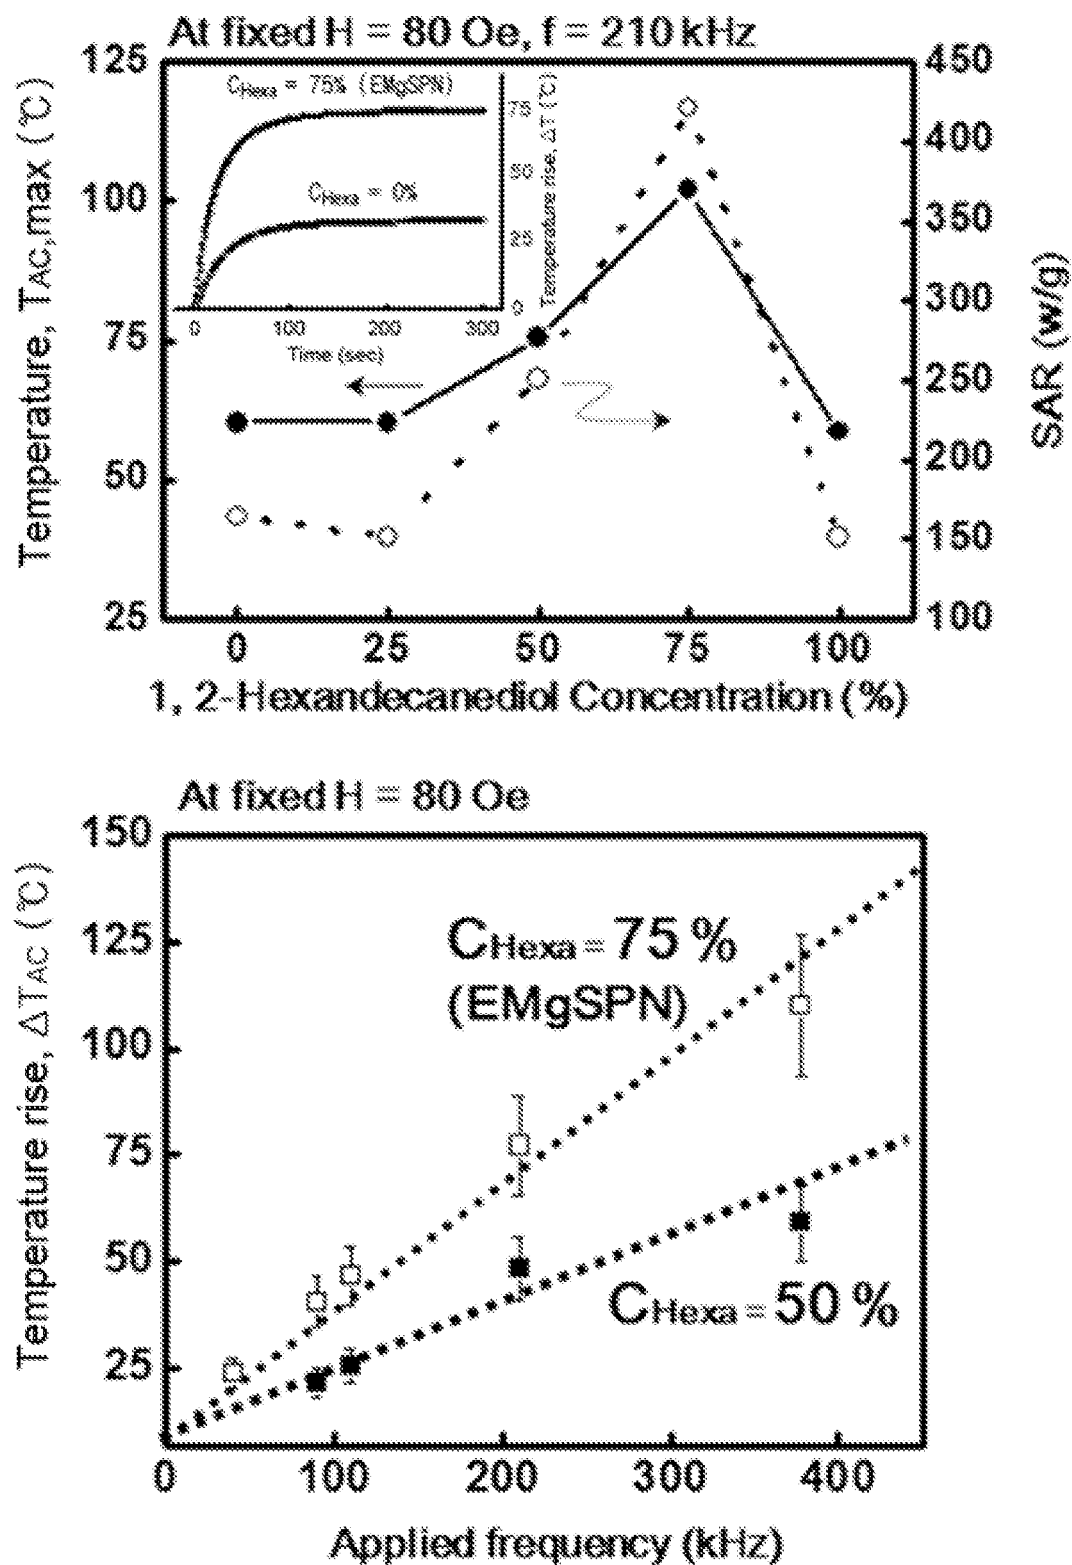 At fixed H = 80 Oe, f = 210 kHz
Temperature, TAC,max (℃)
125
100
75
50
25
CHexa = 75% (EMgSPN)
CHexa = 0%
Temperature rise, ΔT (℃)
75
50
25
0
0 100 200 300
Time (sec)
450
400
350
300
250
200
150
100
SAR (w/g)
0 25 50 75 100
1, 2-Hexandecanediol Concentration (%)
At fixed H = 80 Oe
Temperature rise, ΔTAC (℃)
150
125
100
75
50
25
CHexa = 75 %
(EMgSPN)
CHexa = 50 %
0 100 200 300 400
Applied frequency (kHz)